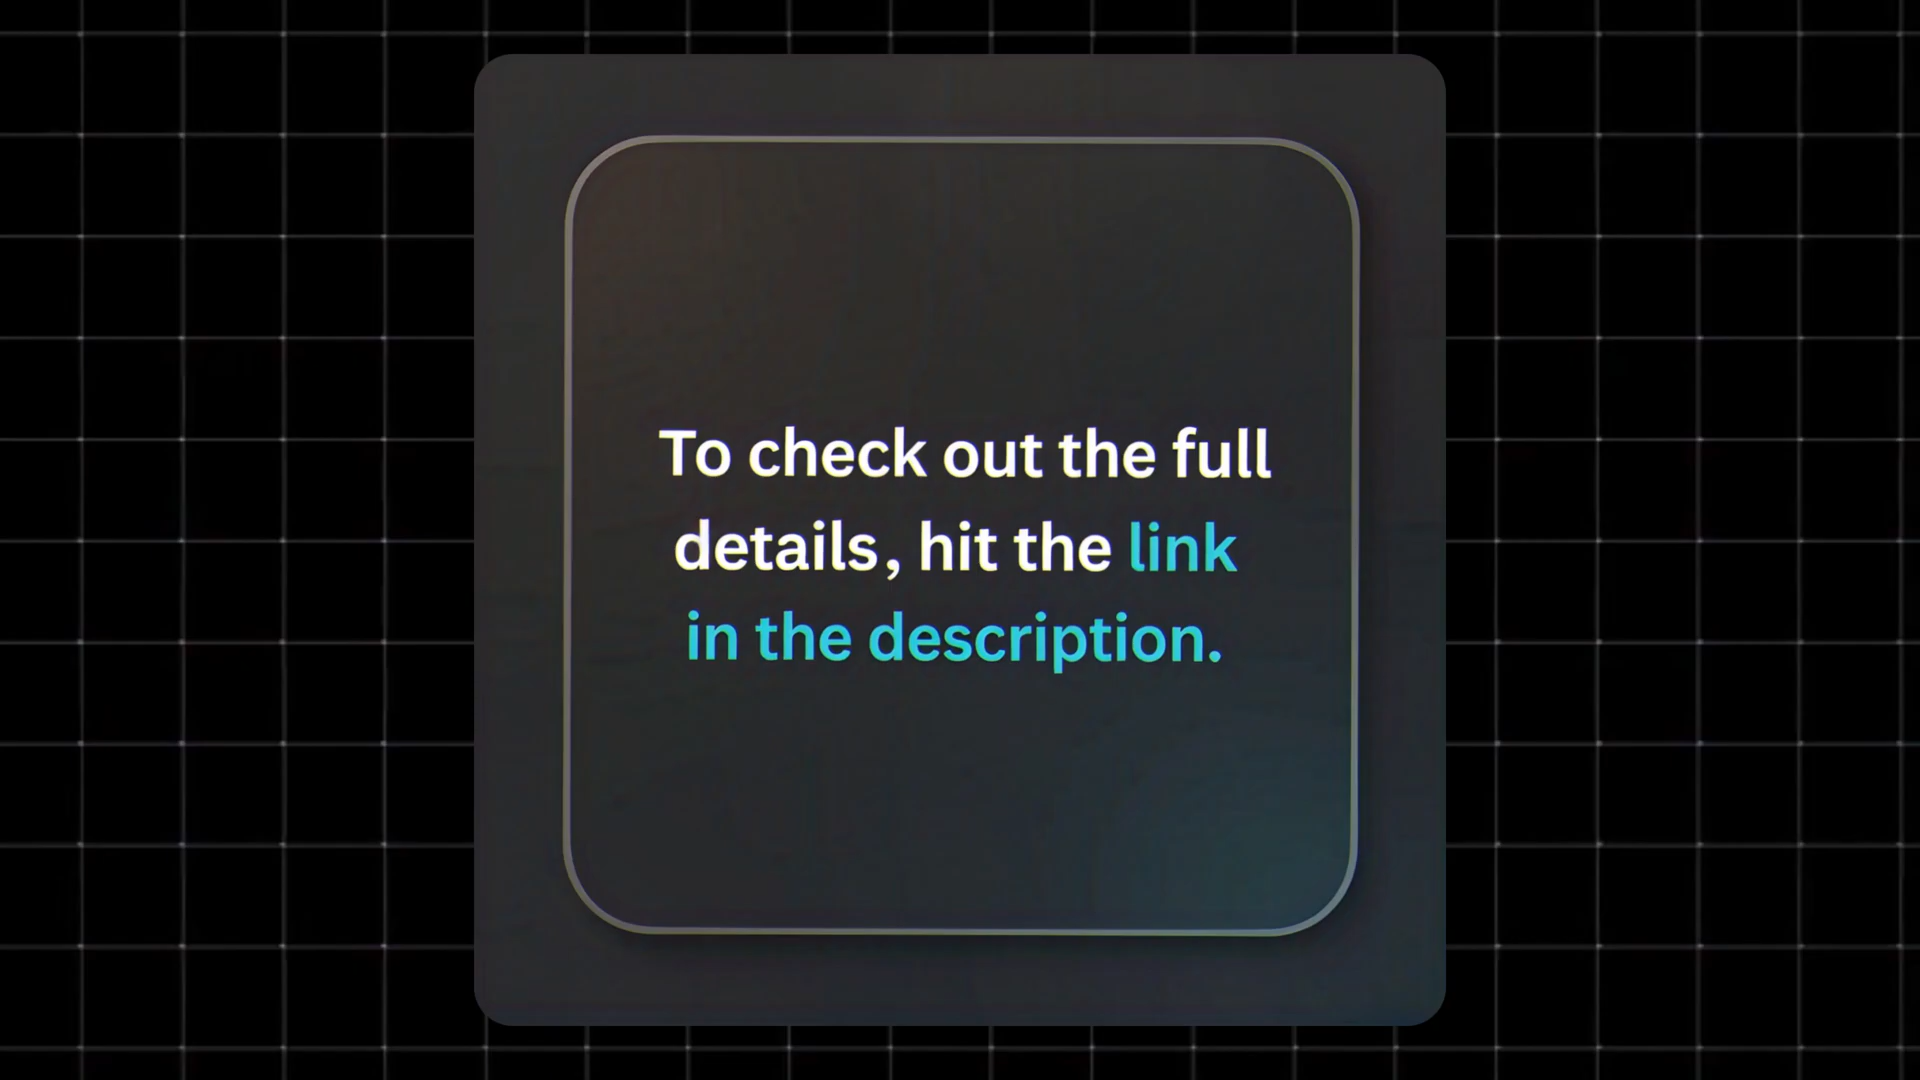 To check out the full
details, hit the link
in the description.